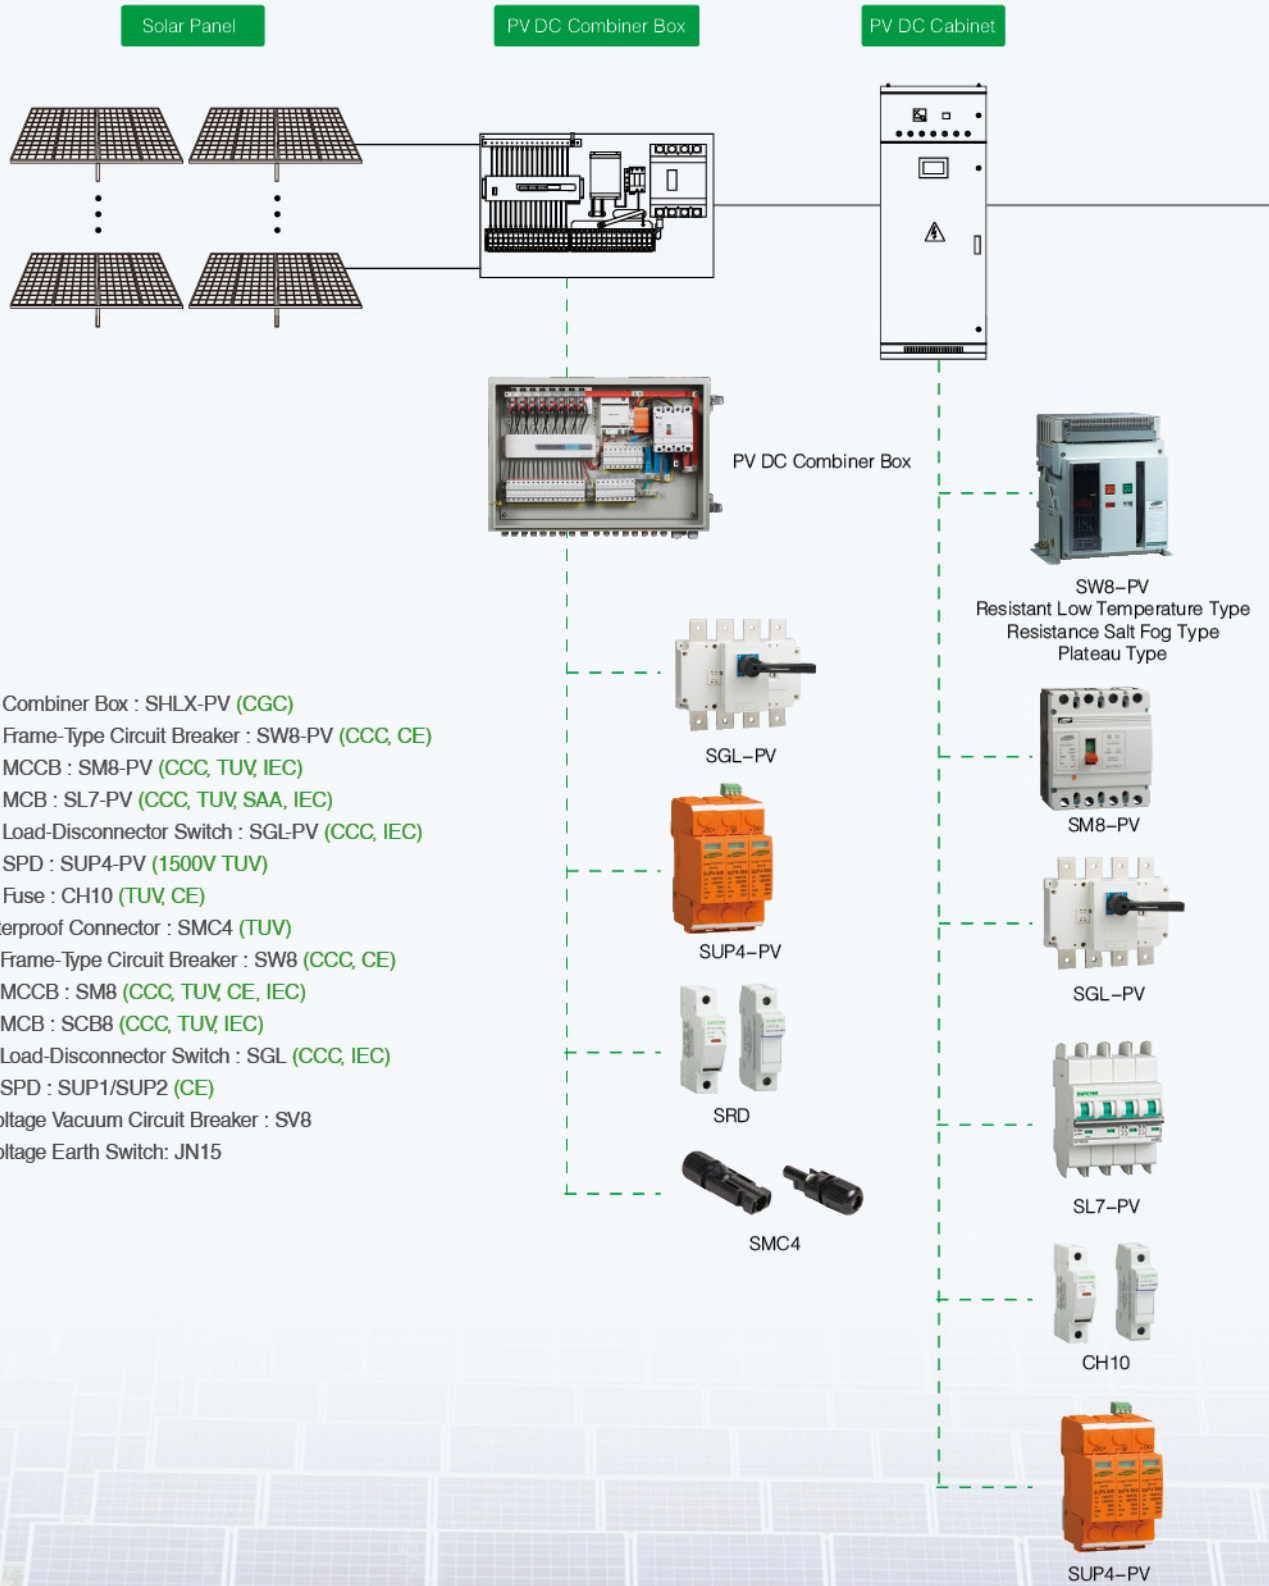 Solar Panel
PV DC Combiner Box
PV DC Cabinet
PV DC Combiner Box
SW8-PV
Resistant Low Temperature Type
Resistance Salt Fog Type
Plateau Type
Combiner Box : SHLX-PV (CGC)
Frame-Type Circuit Breaker : SW8-PV (CCC, CE)
MCCB : SM8-PV (CCC, TUV, IEC)
MCB : SL7-PV (CCC, TUV, SAA, IEC)
Load-Disconnector Switch : SGL-PV (CCC, IEC)
SPD : SUP4-PV (1500V TUV)
Fuse : CH10 (TUV, CE)
terproof Connector : SMC4 (TUV)
Frame-Type Circuit Breaker : SW8 (CCC, CE)
MCCB : SM8 (CCC, TUV, CE, IEC)
MCB : SCB8 (CCC, TUV, IEC)
Load-Disconnector Switch : SGL (CCC, IEC)
SPD : SUP1/SUP2 (CE)
oltage Vacuum Circuit Breaker : SV8
oltage Earth Switch: JN15
SGL-PV
SUP4-PV
SRD
SMC4
SM8-PV
SGL-PV
SL7-PV
CH10
SUP4-PV